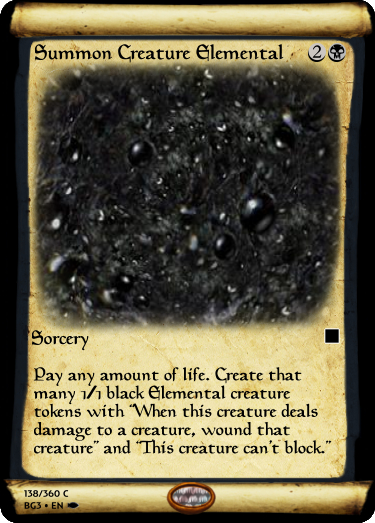 Summon Creature Elemental 2
Sorcery
Pay any amount of life. Create that
many 1/1 black Elemental creature
tokens with “When this creature deals
damage to a creature, wound that
creature” and “This creature can't block.”
138/360 C
BG3 • EN